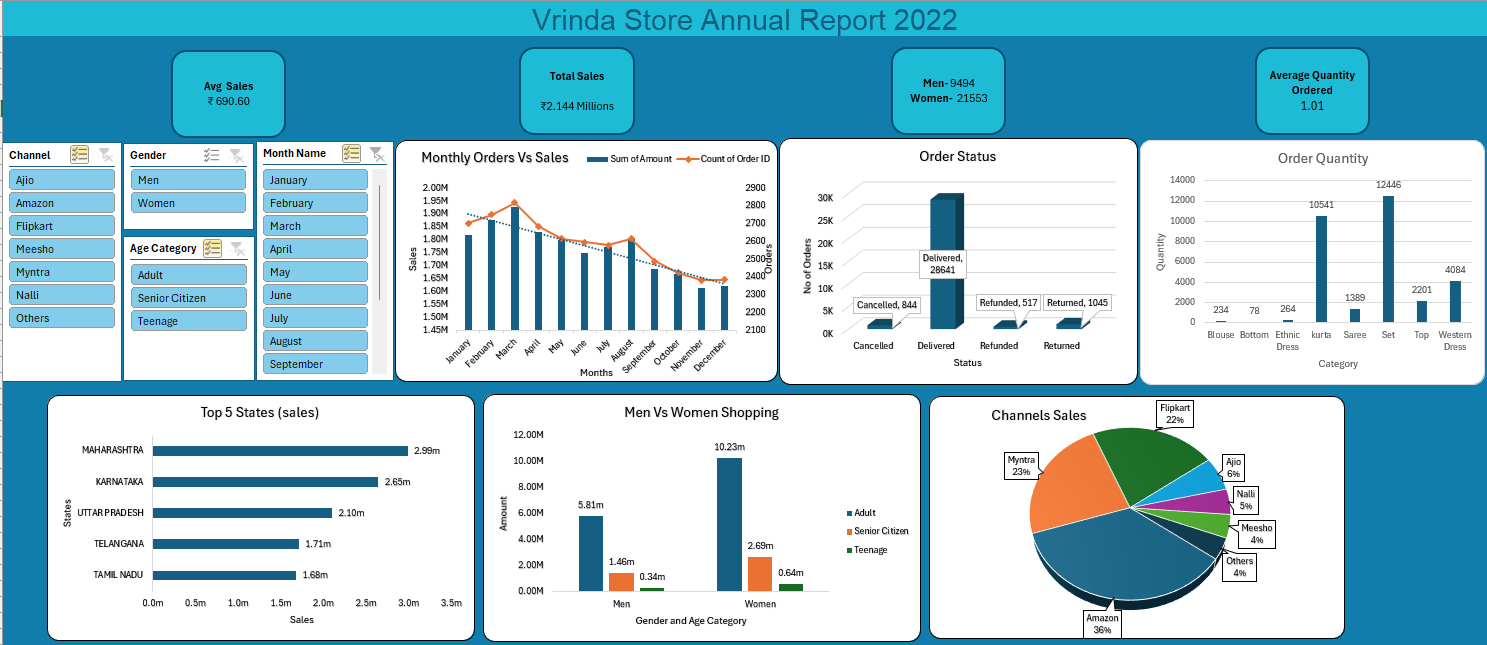 Vrinda Store Annual Report 2022
Avg Sales
₹ 690.60
Total Sales
₹2.144 Millions
Men- 9494
Women- 21553
Average Quantity
Ordered
1.01
Channel
Ajio
Amazon
Flipkart
Meesho
Myntra
Nalli
Others
Gender
Men
Women
Age Category
Adult
Senior Citizen
Teenage
Month Name
January
February
March
April
May
June
July
August
September
Monthly Orders Vs Sales
Sum of Amount
Count of Order ID
2.00M
1.95M
1.90M
1.85M
1.80M
1.75M
1.70M
1.65M
1.60M
1.55M
1.50M
1.45M
Sales
2900
2800
2700
2600
2500
2400
2300
2200
2100
Orders
January
February
March
April
May
June
July
August
September
October
November
December
Months
Order Status
30K
25K
20K
15K
10K
5K
0K
No of Orders
Cancelled, 844
Delivered,
28641
Refunded, 517
Returned, 1045
Cancelled
Delivered
Refunded
Returned
Status
Order Quantity
14000
12000
10000
8000
6000
4000
2000
0
Quantity
234
78
264
10541
1389
12446
2201
4084
Blouse
Bottom
Ethnic
Dress
kurta
Saree
Set
Top
Western
Dress
Category
Top 5 States (sales)
States
MAHARASHTRA
2.99m
KARNATAKA
2.65m
UTTAR PRADESH
2.10m
TELANGANA
1.71m
TAMIL NADU
1.68m
0.0m
0.5m
1.0m
1.5m
2.0m
2.5m
3.0m
3.5m
Sales
Men Vs Women Shopping
12.00M
10.00M
8.00M
6.00M
4.00M
2.00M
0.00M
Amount
5.81m
1.46m
0.34m
10.23m
2.69m
0.64m
Men
Women
Gender and Age Category
Adult
Senior Citizen
Teenage
Channels Sales
Flipkart
22%
Myntra
23%
Ajio
6%
Nalli
5%
Meesho
4%
Others
4%
Amazon
36%